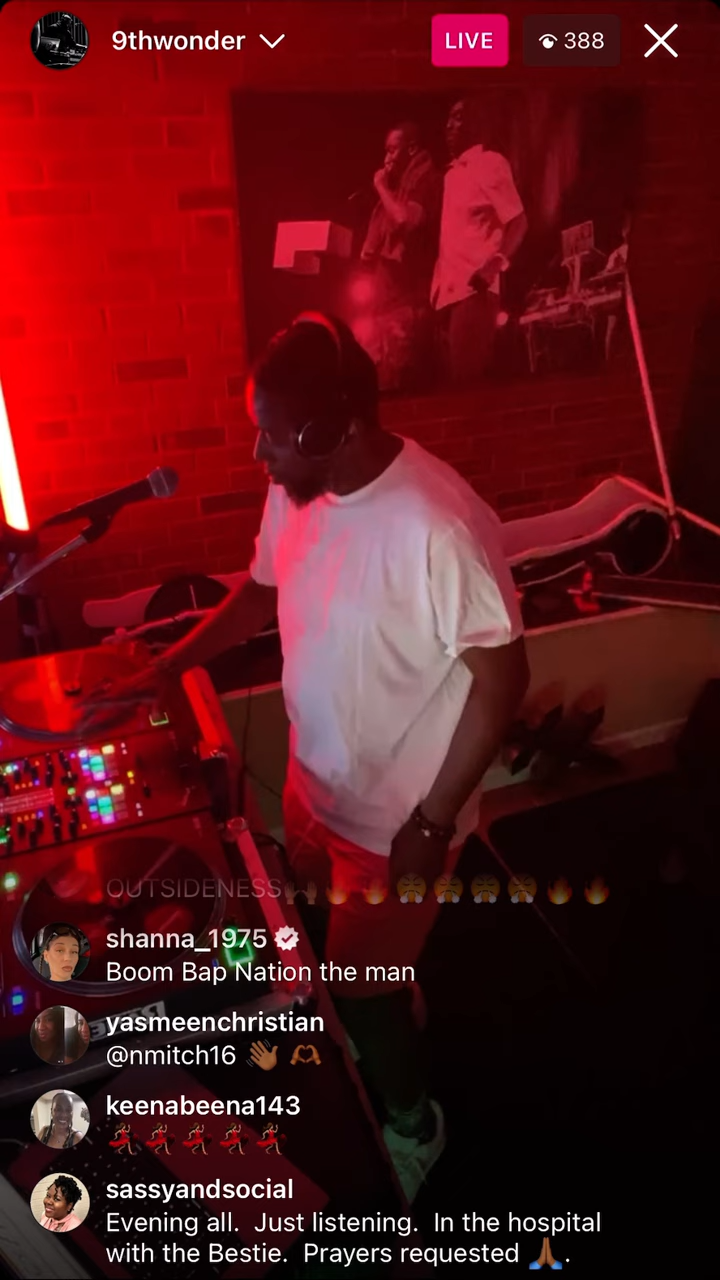 9thwonder
LIVE
388
OUTSIDENESS🙌🏾🔥🔥😤😤😤😤🔥🔥
shanna_1975
Boom Bap Nation the man
yasmeenchristian
@nmitch16 👋🏽 🫶🏽
keenabeena143
💃🏾💃🏾💃🏾💃🏾💃🏾
sassyandsocial
Evening all.  Just listening.  In the hospital
with the Bestie.  Prayers requested 🙏🏾.